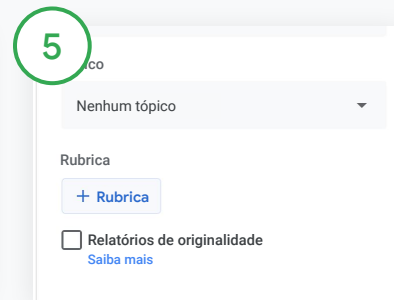 5
Nenhum tópico
Rubrica
+ Rubrica
Relatórios de originalidade
Saiba mais